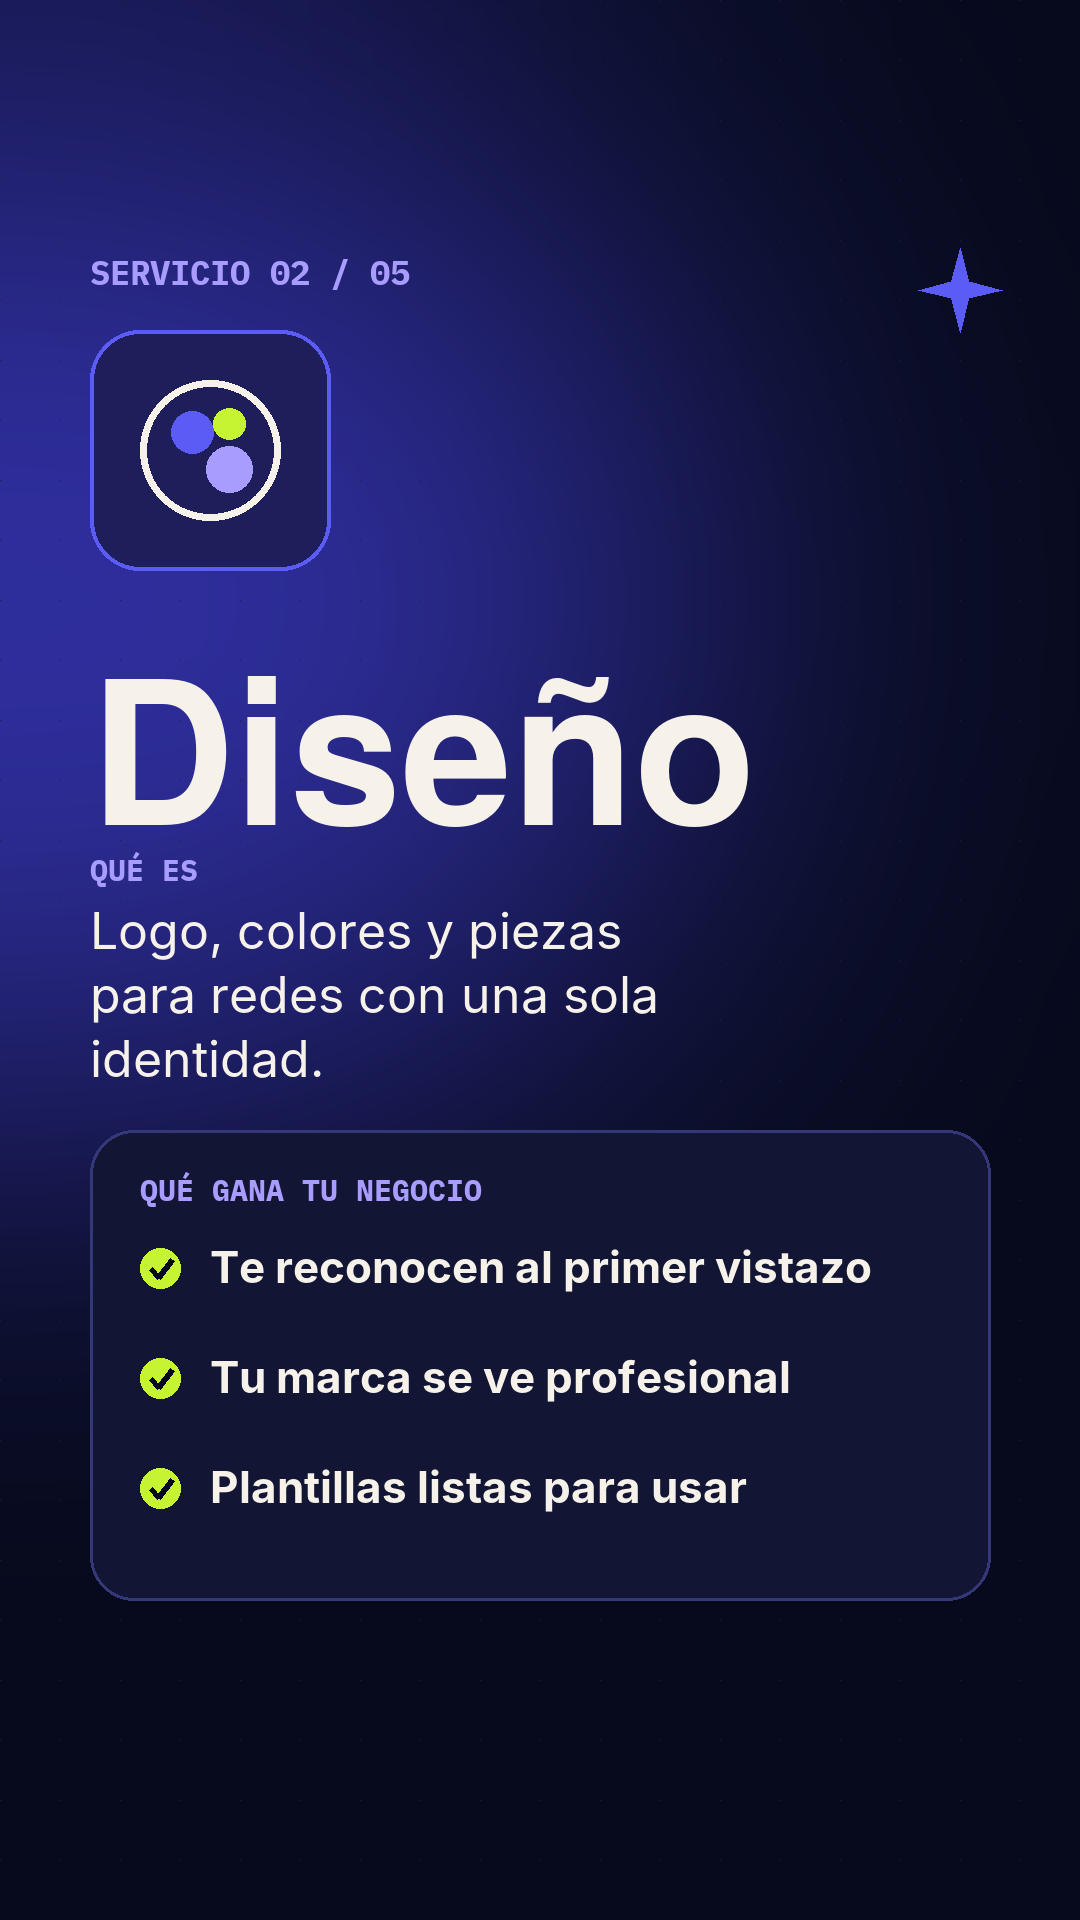 SERVICIO 02 / 05
Diseño
QUÉ ES
Logo, colores y piezas
para redes con una sola
identidad.
QUÉ GANA TU NEGOCIO
Te reconocen al primer vistazo
Tu marca se ve profesional
Plantillas listas para usar